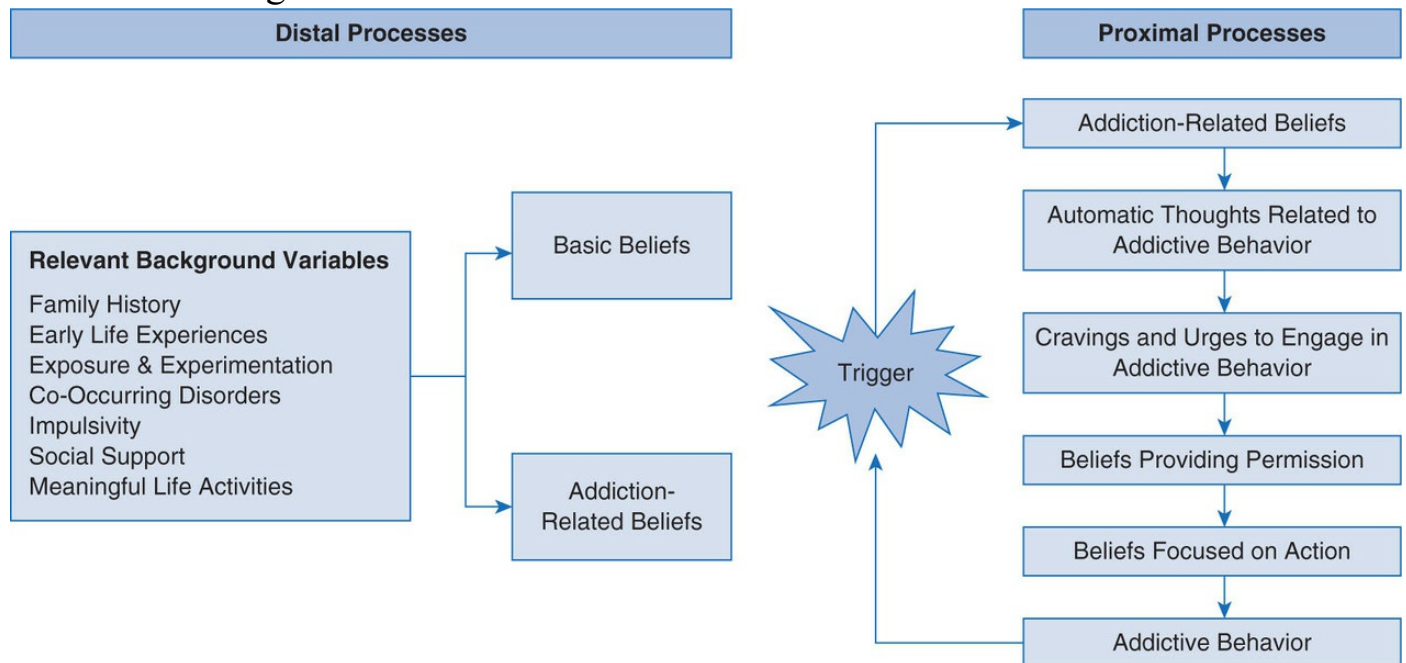 Distal Processes
Proximal Processes
Relevant Background Variables
Family History
Early Life Experiences
Exposure & Experimentation
Co-Occurring Disorders
Impulsivity
Social Support
Meaningful Life Activities
Basic Beliefs
Addiction-
Related Beliefs
Trigger
Addiction-Related Beliefs
Automatic Thoughts Related to
Addictive Behavior
Cravings and Urges to Engage in
Addictive Behavior
Beliefs Providing Permission
Beliefs Focused on Action
Addictive Behavior